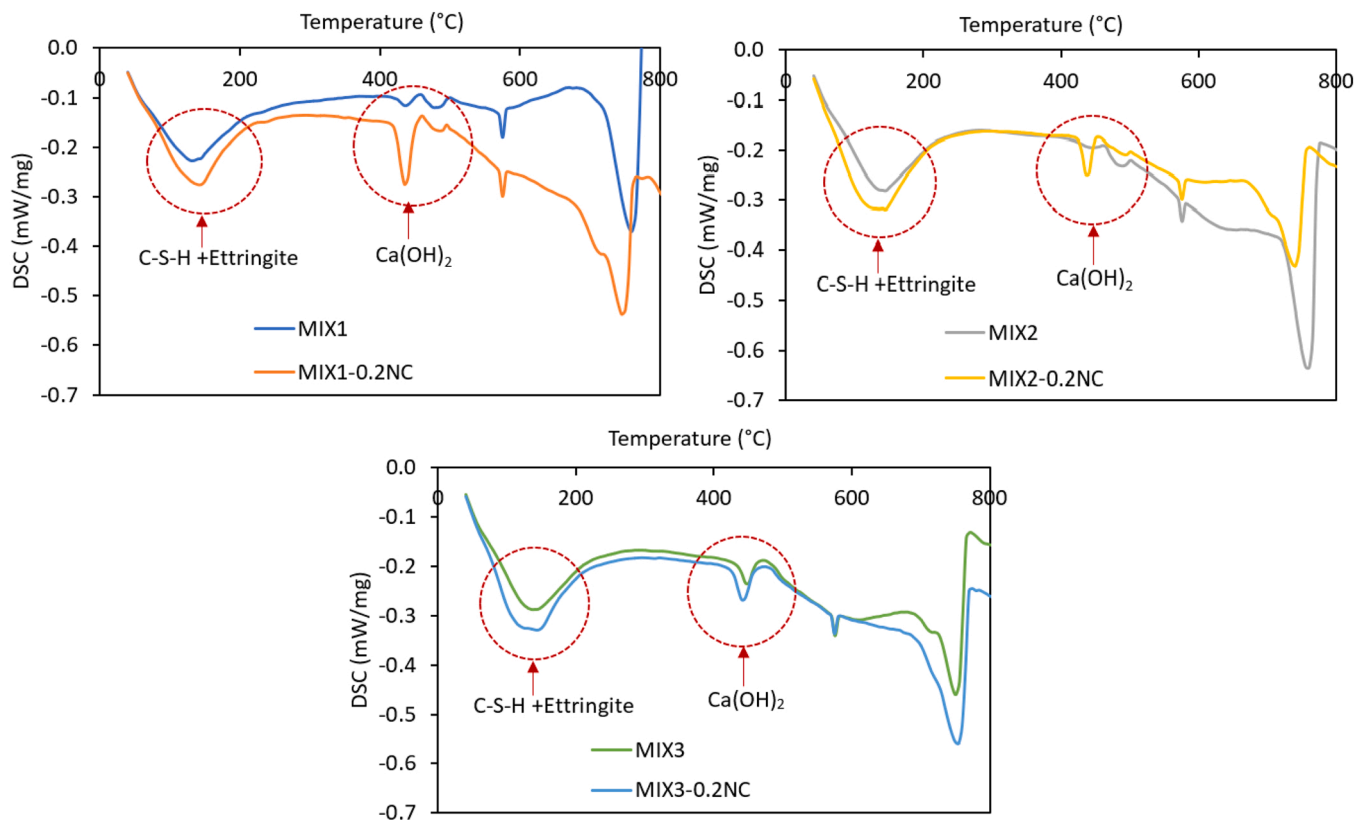 Temperature (°C)
0.0
0 200 400 600 800
-0.1
-0.2
-0.3
-0.4
-0.5
-0.6
-0.7
DSC (mW/mg)
C-S-H +Ettringite
Ca(OH)₂
MIX1
MIX1-0.2NC
Temperature (°C)
0.0
0 200 400 600 800
-0.1
-0.2
-0.3
-0.4
-0.5
-0.6
-0.7
DSC (mW/mg)
C-S-H +Ettringite
Ca(OH)₂
MIX2
MIX2-0.2NC
Temperature (°C)
0.0
0 200 400 600 800
-0.1
-0.2
-0.3
-0.4
-0.5
-0.6
-0.7
DSC (mW/mg)
C-S-H +Ettringite
Ca(OH)₂
MIX3
MIX3-0.2NC